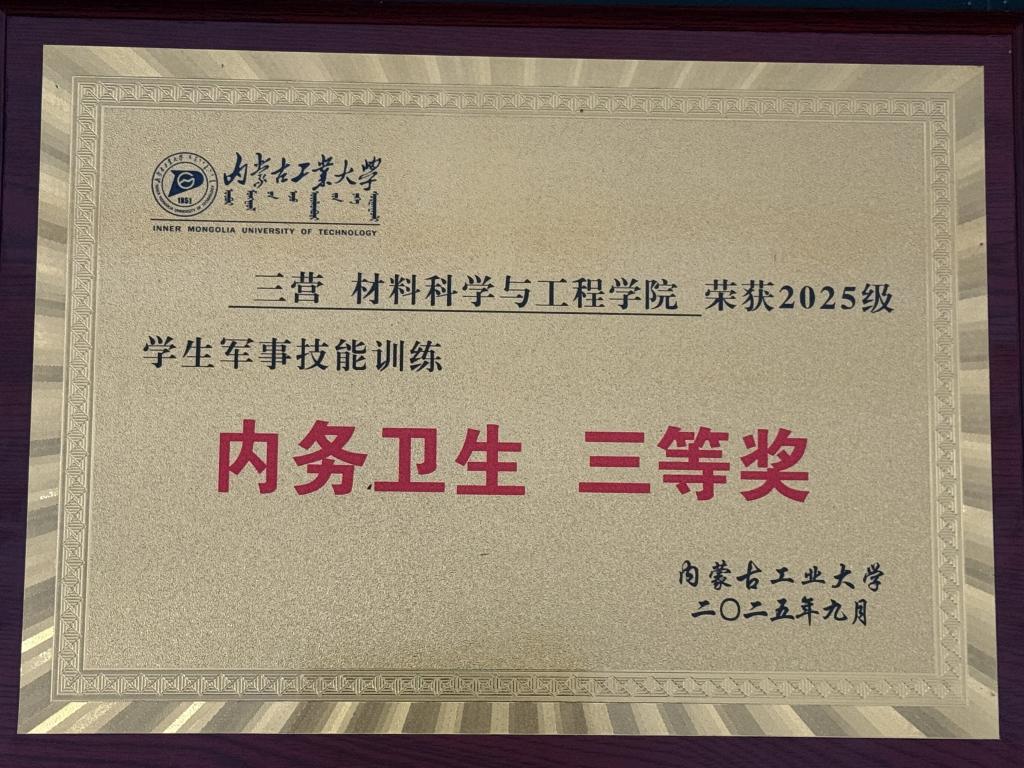 内蒙古工业大学
1951
INNER MONGOLIA UNIVERSITY OF TECHNOLOGY
三营 材料科学与工程学院 荣获2025级
学生军事技能训练
内务卫生 三等奖
内蒙古工业大学
二〇二五年九月